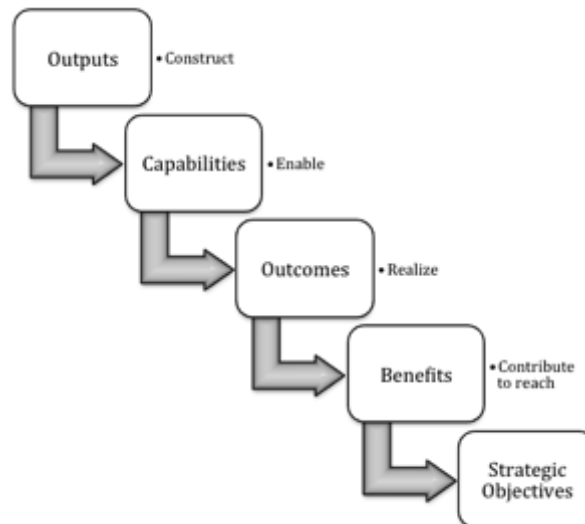 Outputs
• Construct
Capabilities
• Enable
Outcomes
• Realize
Benefits
• Contribute
to reach
Strategic
Objectives